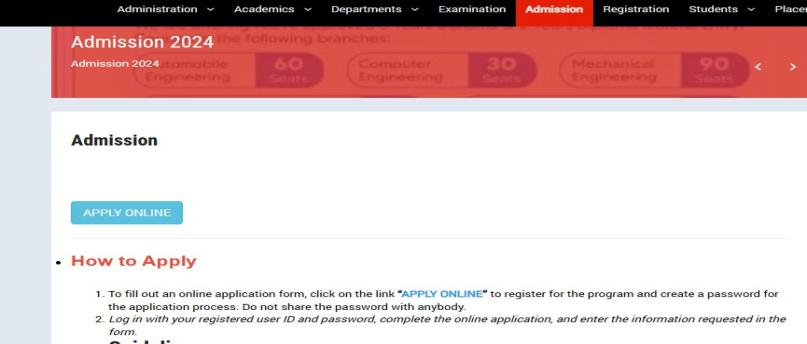 Administration Academics Departments Examination Admission Registration Students
Admission 2024
the following branches:
Admission 2024
Automobile Engineering 60 Seats
Computer Engineering 30 Seats
Mechanical Engineering 90 Seats
< >
Admission
APPLY ONLINE
• How to Apply
1. To fill out an online application form, click on the link "APPLY ONLINE" to register for the program and create a password for
the application process. Do not share the password with anybody.
2. Log in with your registered user ID and password, complete the online application, and enter the information requested in the
form.